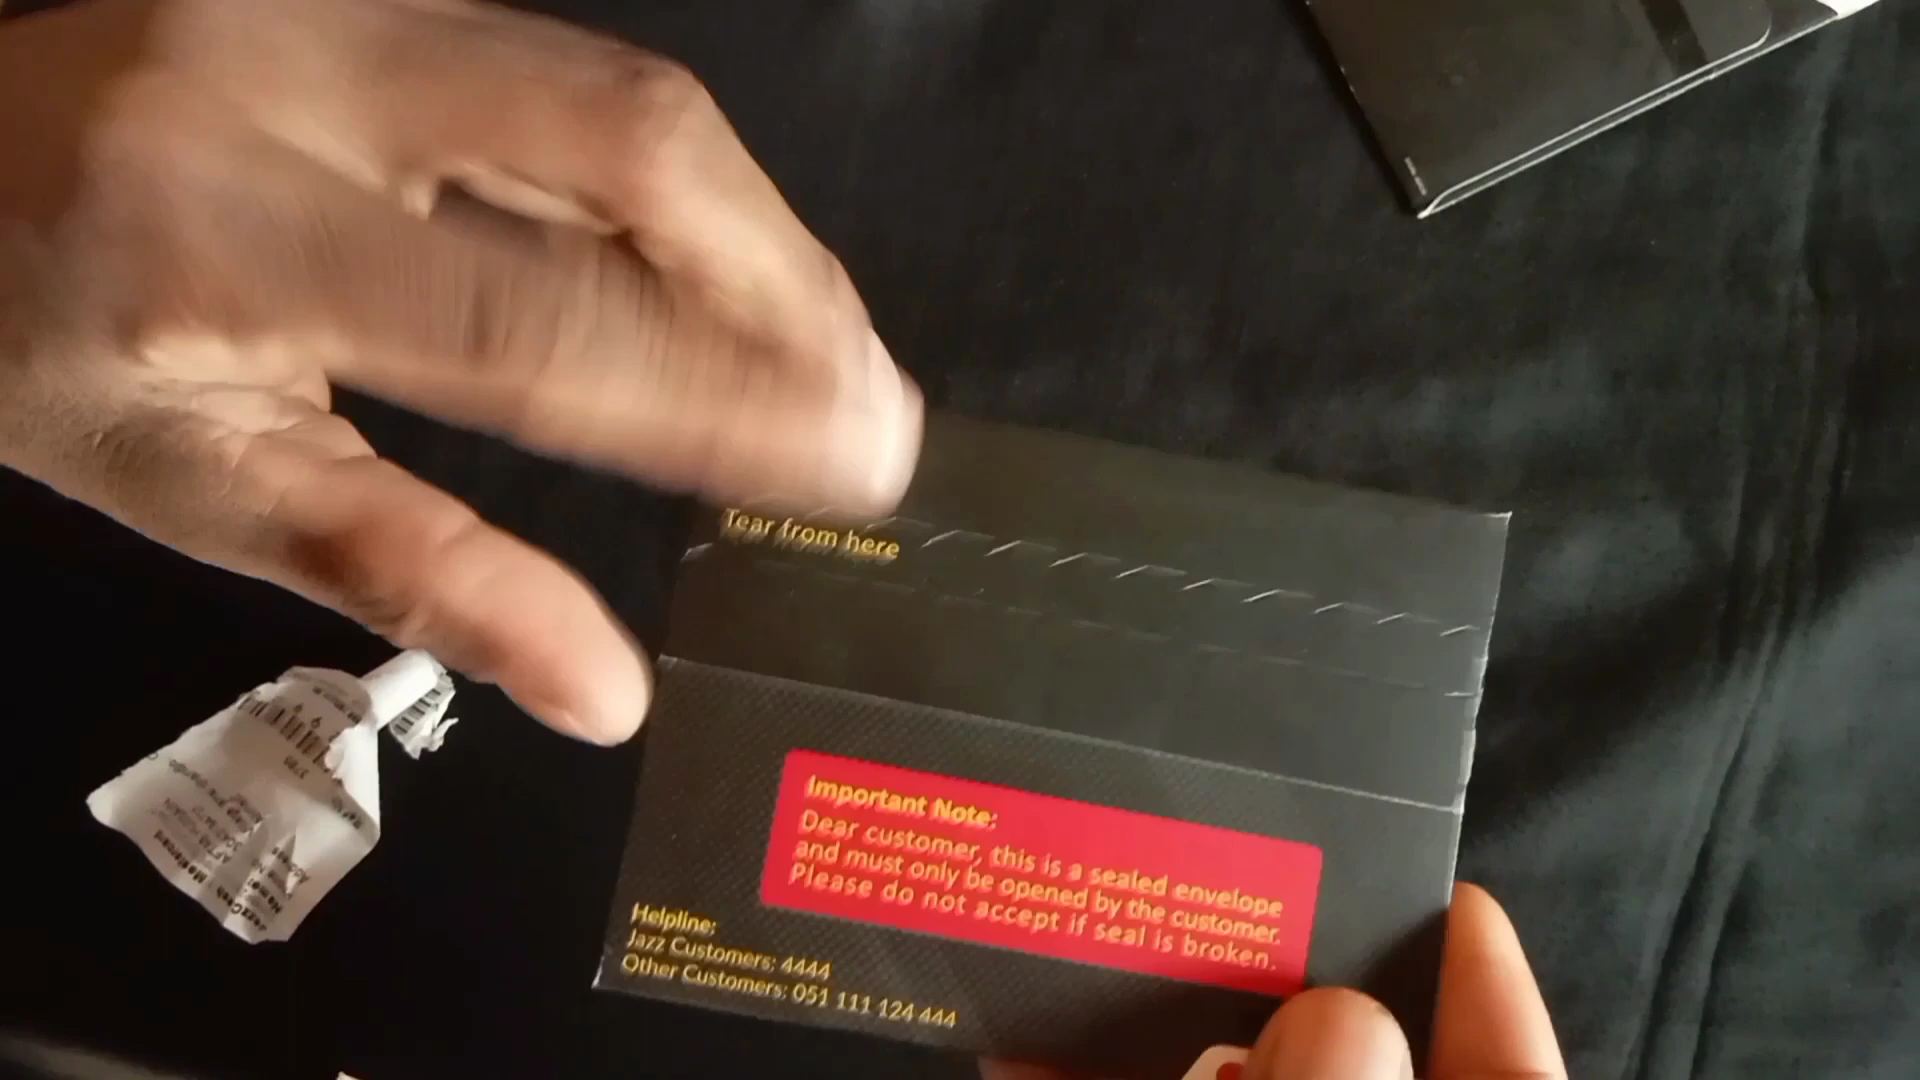 Tear from here
Important Note:
Dear customer, this is a sealed envelope
and must only be opened by the customer.
Please do not accept if seal is broken.
Helpline:
Jazz Customers: 4444
Other Customers: 051 111 124 444